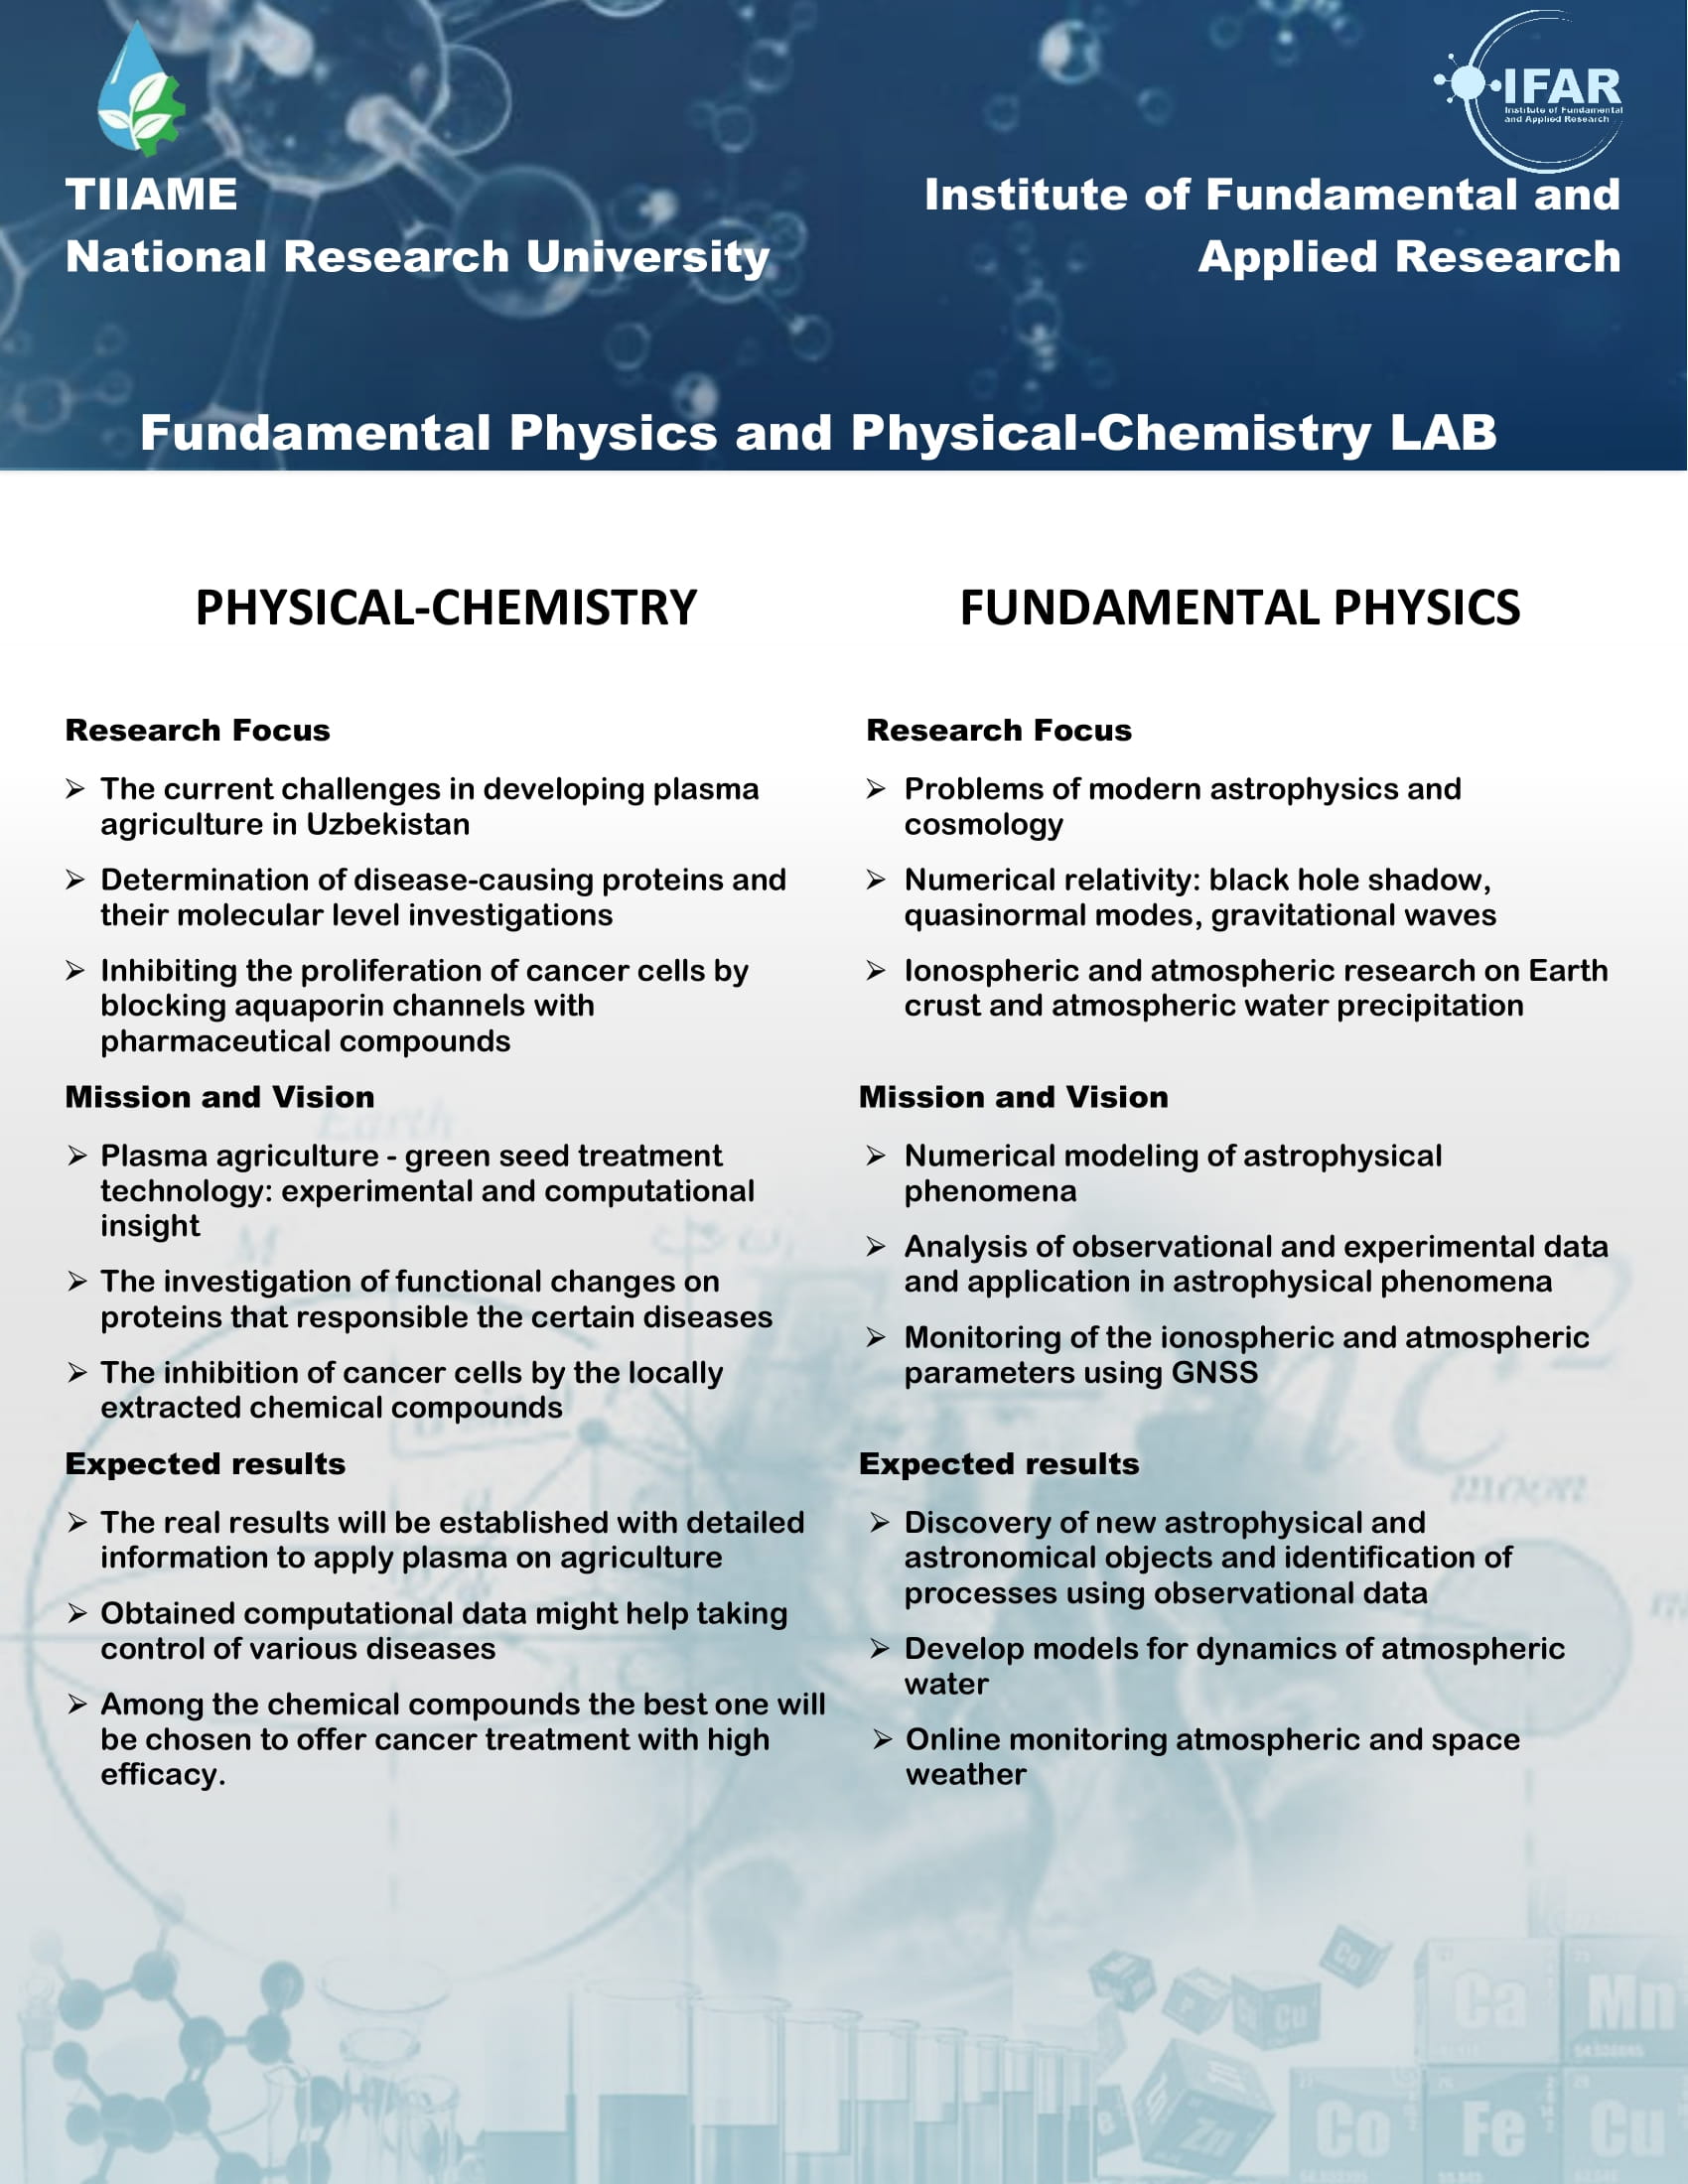 IFAR
Institute of Fundamental
and Applied Research
TIIAME
National Research University
Institute of Fundamental and
Applied Research
Fundamental Physics and Physical-Chemistry LAB
PHYSICAL-CHEMISTRY
Research Focus
➢ The current challenges in developing plasma
agriculture in Uzbekistan
➢ Determination of disease-causing proteins and
their molecular level investigations
➢ Inhibiting the proliferation of cancer cells by
blocking aquaporin channels with
pharmaceutical compounds
Mission and Vision
➢ Plasma agriculture - green seed treatment
technology: experimental and computational
insight
➢ The investigation of functional changes on
proteins that responsible the certain diseases
➢ The inhibition of cancer cells by the locally
extracted chemical compounds
Expected results
➢ The real results will be established with detailed
information to apply plasma on agriculture
➢ Obtained computational data might help taking
control of various diseases
➢ Among the chemical compounds the best one will
be chosen to offer cancer treatment with high
efficacy.
FUNDAMENTAL PHYSICS
Research Focus
➢ Problems of modern astrophysics and
cosmology
➢ Numerical relativity: black hole shadow,
quasinormal modes, gravitational waves
➢ Ionospheric and atmospheric research on Earth
crust and atmospheric water precipitation
Mission and Vision
➢ Numerical modeling of astrophysical
phenomena
➢ Analysis of observational and experimental data
and application in astrophysical phenomena
➢ Monitoring of the ionospheric and atmospheric
parameters using GNSS
Expected results
➢ Discovery of new astrophysical and
astronomical objects and identification of
processes using observational data
➢ Develop models for dynamics of atmospheric
water
➢ Online monitoring atmospheric and space
weather
Earth
M
moon
Co
Cu
Ca
Mn
Zn
Co
Fe
Cu